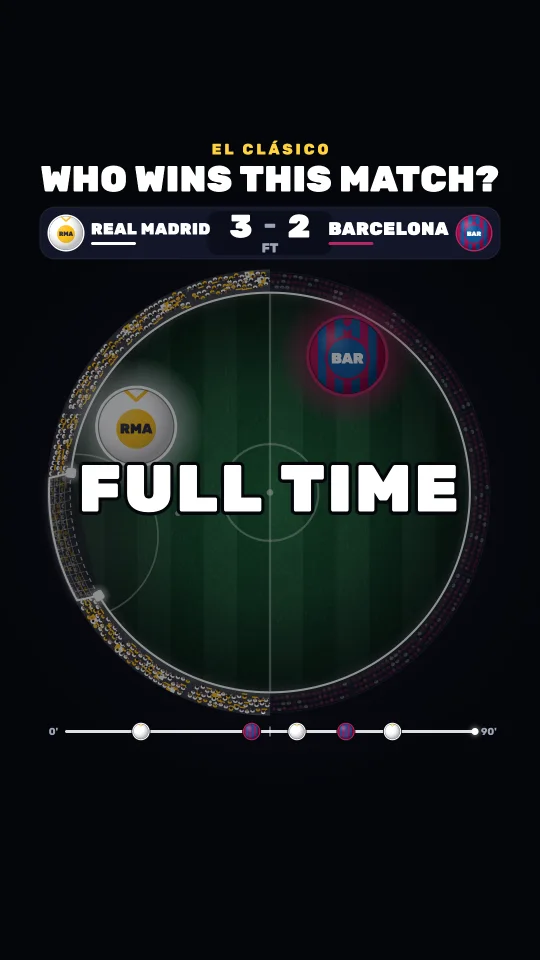 EL CLÁSICO
WHO WINS THIS MATCH?
RMA REAL MADRID 3 - 2 BARCELONA BAR
FT
BAR
RMA
FULL TIME
0' 90'